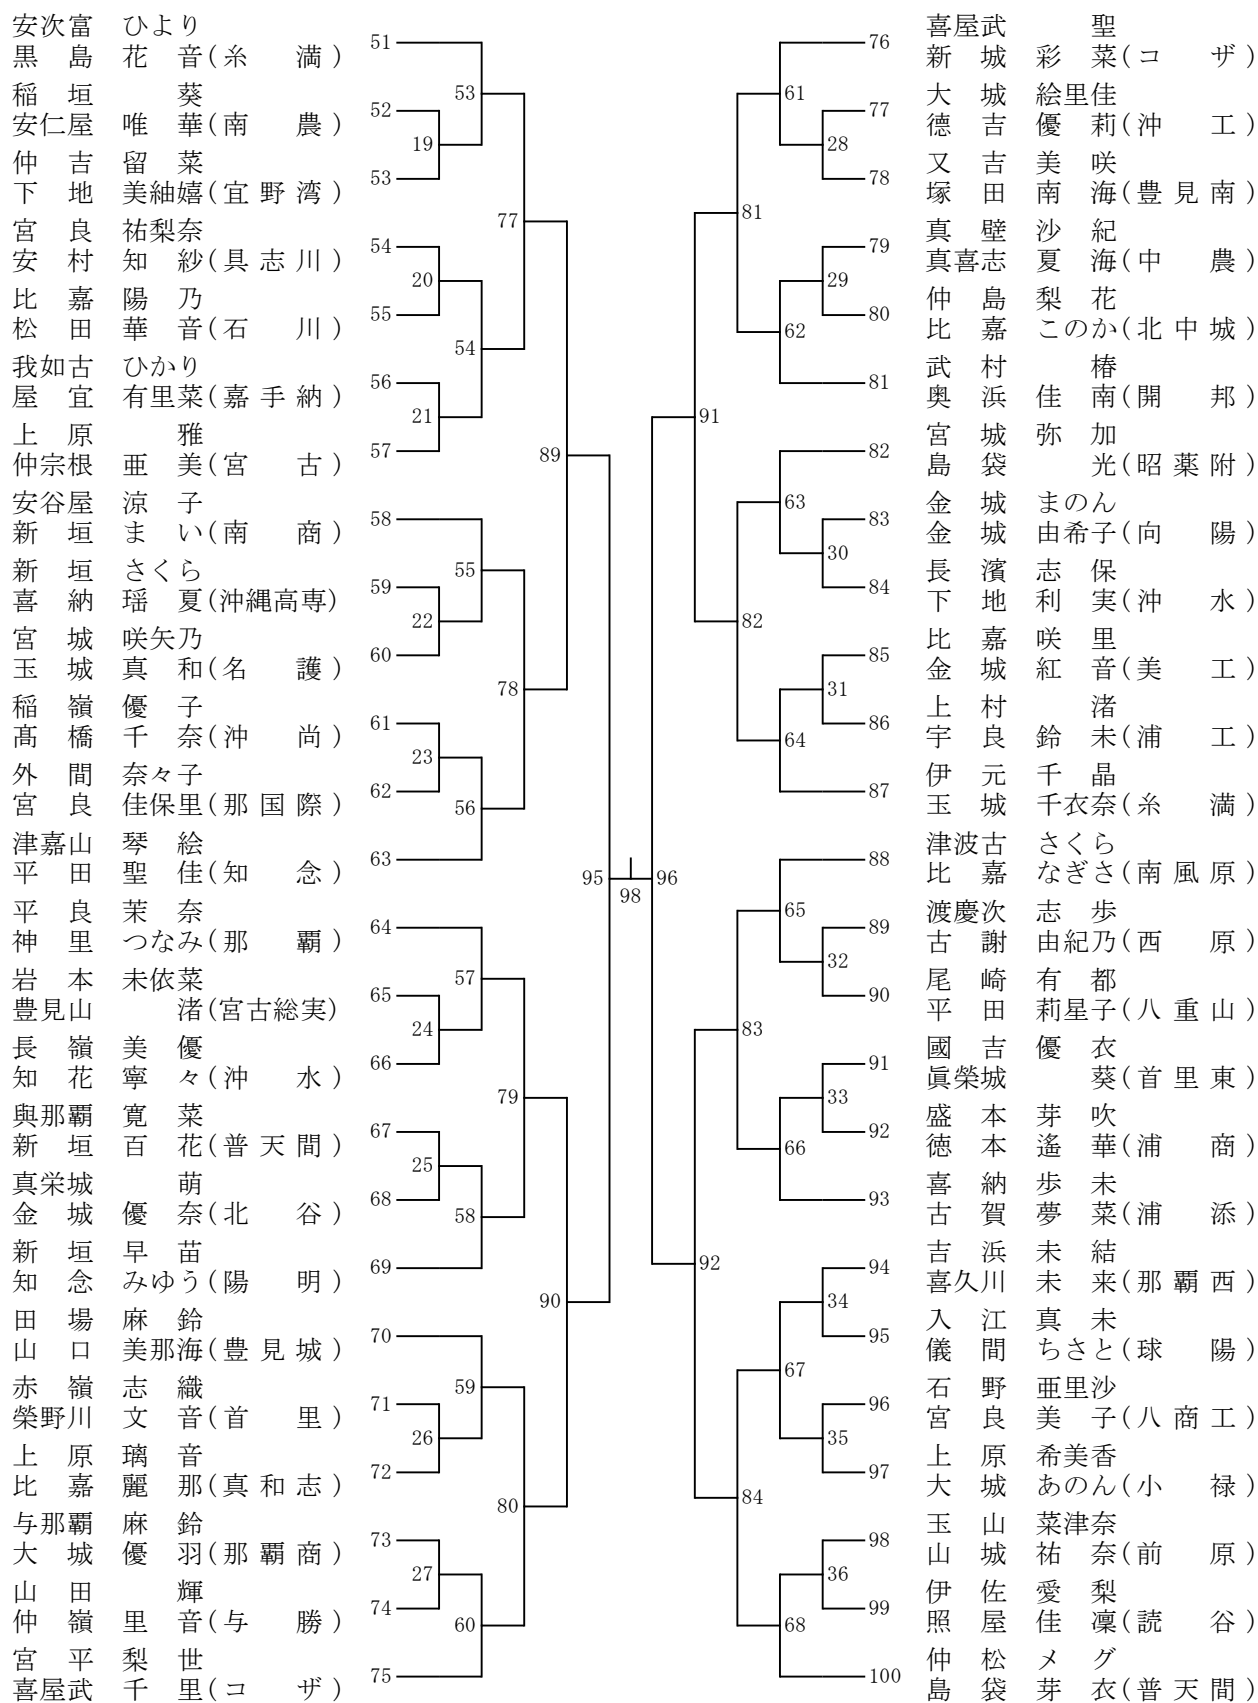 安次富 ひより
黒島 花音(糸満) 51
稲垣 葵
安仁屋 唯華(南農) 52
仲吉 留菜
下地 美紬嬉(宜野湾) 53
宮良 祐梨奈
安村 知紗(具志川) 54
比嘉 陽乃
松田 華音(石川) 55
我如古 ひかり
屋宜 有里菜(嘉手納) 56
上原 雅
仲宗根 亜美(宮古) 57
安谷屋 涼子
新垣 まい(南商) 58
新垣 さくら
喜納 瑶夏(沖縄高専) 59
宮城 咲矢乃
玉城 真和(名護) 60
稲嶺 優子
髙橋 千奈(沖尚) 61
外間 奈々子
宮良 佳保里(那国際) 62
津嘉山 琴絵
平田 聖佳(知念) 63
平良 茉奈
神里 つなみ(那覇) 64
岩本 未依菜
豊見山 渚(宮古総実) 65
長嶺 美優
知花 寧々(沖水) 66
與那覇 寛菜
新垣 百花(普天間) 67
真栄城 萌
金城 優奈(北谷) 68
新垣 早苗
知念 みゆう(陽明) 69
田場 麻鈴
山口 美那海(豊見城) 70
赤嶺 志織
榮野川 文音(首里) 71
上原 璃音
比嘉 麗那(真和志) 72
与那覇 麻鈴
大城 優羽(那覇商) 73
山田 輝
仲嶺 里音(与勝) 74
宮平 梨世
喜屋武 千里(コザ) 75
19
20
21
22
23
24
25
26
27
53
54
55
56
57
58
59
60
77
78
79
80
89
90
95
98
96
91
92
81
82
83
84
61
62
63
64
65
66
67
68
28
29
30
31
32
33
34
35
36
喜屋武 聖
76 新城 彩菜(コザ)
大城 絵里佳
77 德吉 優莉(沖工)
又吉 美咲
78 塚田 南海(豊見南)
真壁 沙紀
79 真喜志 夏海(中農)
仲島 梨花
80 比嘉 このか(北中城)
武村 椿
81 奥浜 佳南(開邦)
宮城 弥加
82 島袋 光(昭薬附)
金城 まのん
83 金城 由希子(向陽)
長濱 志保
84 下地 利実(沖水)
比嘉 咲里
85 金城 紅音(美工)
上村 渚
86 宇良 鈴未(浦工)
伊元 千晶
87 玉城 千衣奈(糸満)
津波古 さくら
88 比嘉 なぎさ(南風原)
渡慶次 志歩
89 古謝 由紀乃(西原)
尾崎 有都
90 平田 莉星子(八重山)
國吉 優衣
91 眞榮城 葵(首里東)
盛本 芽吹
92 徳本 遙華(浦商)
喜納 歩未
93 古賀 夢菜(浦添)
吉浜 未結
94 喜久川 未来(那覇西)
入江 真未
95 儀間 ちさと(球陽)
石野 亜里沙
96 宮良 美子(八商工)
上原 希美香
97 大城 あのん(小禄)
玉山 菜津奈
98 山城 祐奈(前原)
伊佐 愛梨
99 照屋 佳凜(読谷)
仲松 メグ
100 島袋 芽衣(普天間)